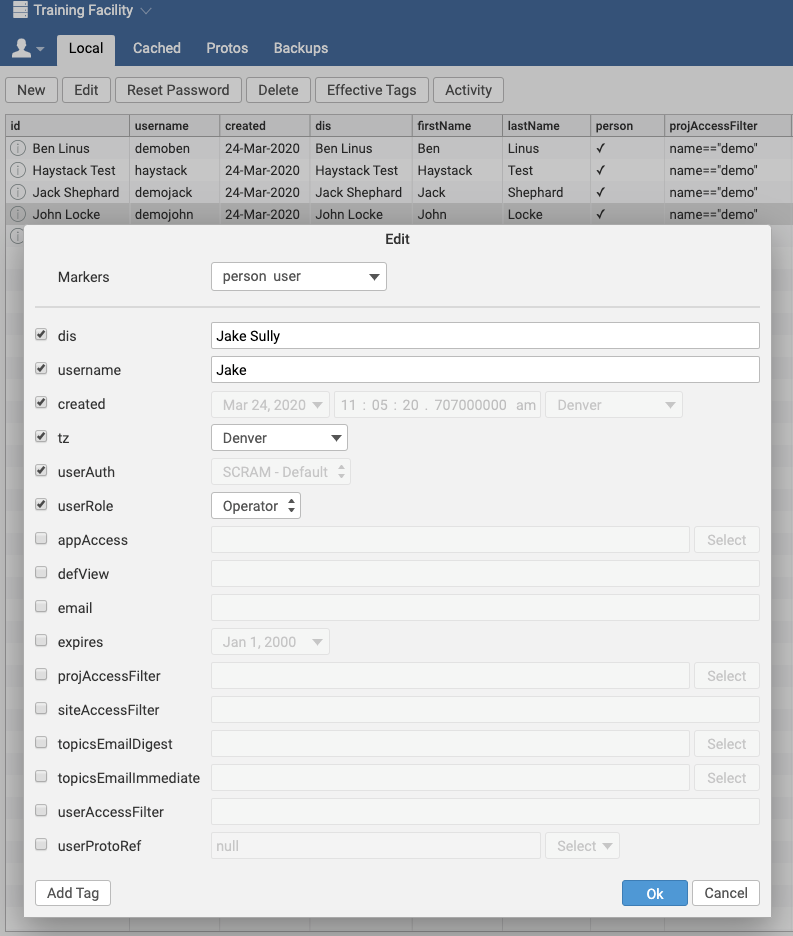 Training Facility
Local Cached Protos Backups
New Edit Reset Password Delete Effective Tags Activity
id username created dis firstName lastName person projAccessFilter
Ben Linus demoben 24-Mar-2020 Ben Linus Ben Linus ✓ name=="demo"
Haystack Test haystack 24-Mar-2020 Haystack Test Haystack Test ✓ name=="demo"
Jack Shephard demojack 24-Mar-2020 Jack Shephard Jack Shephard ✓ name=="demo"
John Locke demojohn 24-Mar-2020 John Locke John Locke ✓ name=="demo"
Edit
Markers person user
dis Jake Sully
username Jake
created Mar 24, 2020 11 : 05 : 20 . 707000000 am Denver
tz Denver
userAuth SCRAM - Default
userRole Operator
appAccess Select
defView
email
expires Jan 1, 2000
projAccessFilter Select
siteAccessFilter
topicsEmailDigest Select
topicsEmailImmediate Select
userAccessFilter
userProtoRef null Select
Add Tag Ok Cancel